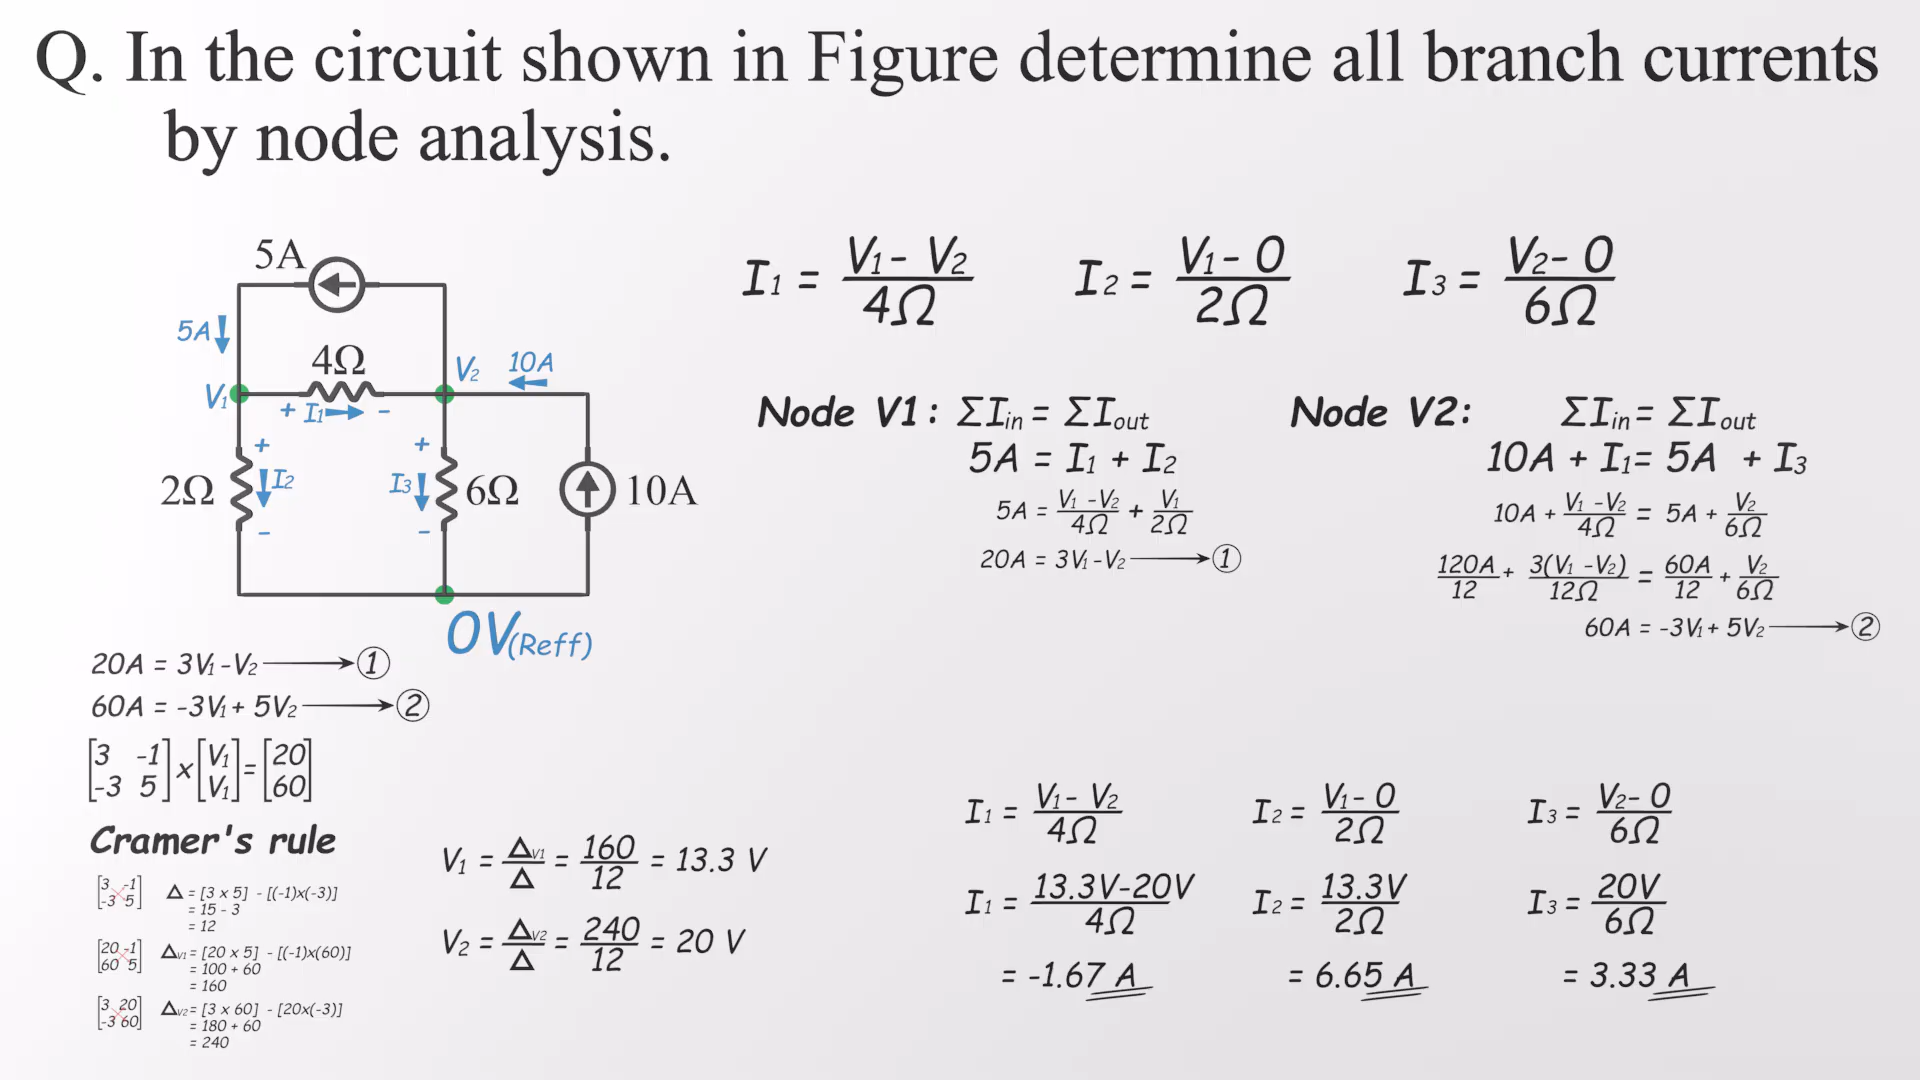 Q. In the circuit shown in Figure determine all branch currents
by node analysis.
5A
5A
4Ω
V₁
V₂
10A
+ I₁ -
+
I₂
-
2Ω
+
I₃
-
6Ω
10A
0V(Reff)
I₁ = (V₁ - V₂)/4Ω
I₂ = (V₁ - 0)/2Ω
I₃ = (V₂ - 0)/6Ω
Node V1 : ΣIin = ΣIout
5A = I₁ + I₂
5A = (V₁ - V₂)/4Ω + V₁/2Ω
20A = 3V₁ - V₂ → ①
Node V2: ΣIin = ΣIout
10A + I₁ = 5A + I₃
10A + (V₁ - V₂)/4Ω = 5A + V₂/6Ω
120A/12 + 3(V₁ - V₂)/12Ω = 60A/12 + V₂/6Ω
60A = -3V₁ + 5V₂ → ②
20A = 3V₁ - V₂ → ①
60A = -3V₁ + 5V₂ → ②
[3 -1] [V₁] [20]
[-3 5] x [V₁] = [60]
Cramer's rule
[3 -1]
[-3 5]
Δ = [3 x 5] - [(-1)x(-3)]
= 15 - 3
= 12
[20 -1]
[60 5]
ΔV1 = [20 x 5] - [(-1)x(60)]
= 100 + 60
= 160
[3 20]
[-3 60]
ΔV2 = [3 x 60] - [20x(-3)]
= 180 + 60
= 240
V₁ = ΔV1/Δ = 160/12 = 13.3 V
V₂ = ΔV2/Δ = 240/12 = 20 V
I₁ = (V₁ - V₂)/4Ω
I₁ = (13.3V-20V)/4Ω
= -1.67 A
I₂ = (V₁ - 0)/2Ω
I₂ = 13.3V/2Ω
= 6.65 A
I₃ = (V₂ - 0)/6Ω
I₃ = 20V/6Ω
= 3.33 A